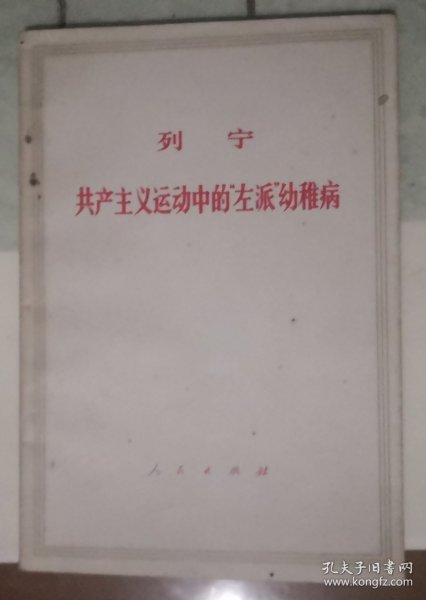 列 宁
共产主义运动中的“左派”幼稚病
人民出版社
孔夫子旧书网
www.kongfz.com